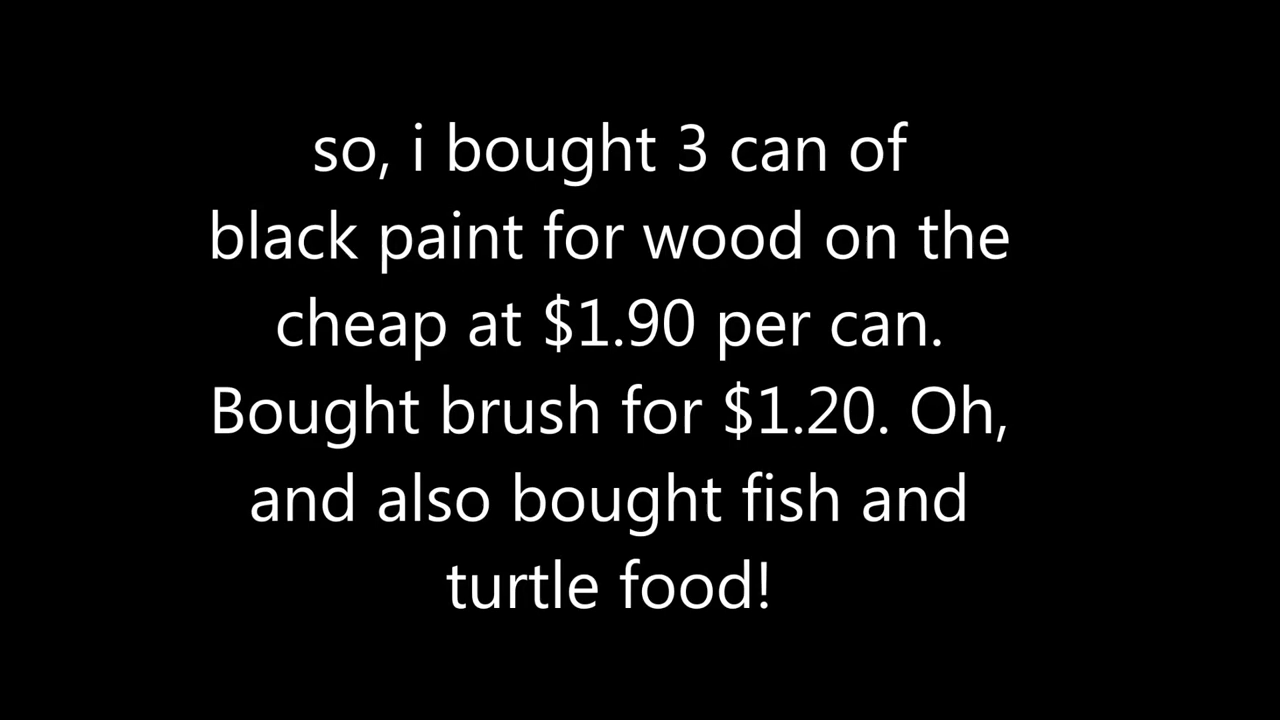 so, i bought 3 can of
black paint for wood on the
cheap at $1.90 per can.
Bought brush for $1.20. Oh,
and also bought fish and
turtle food!